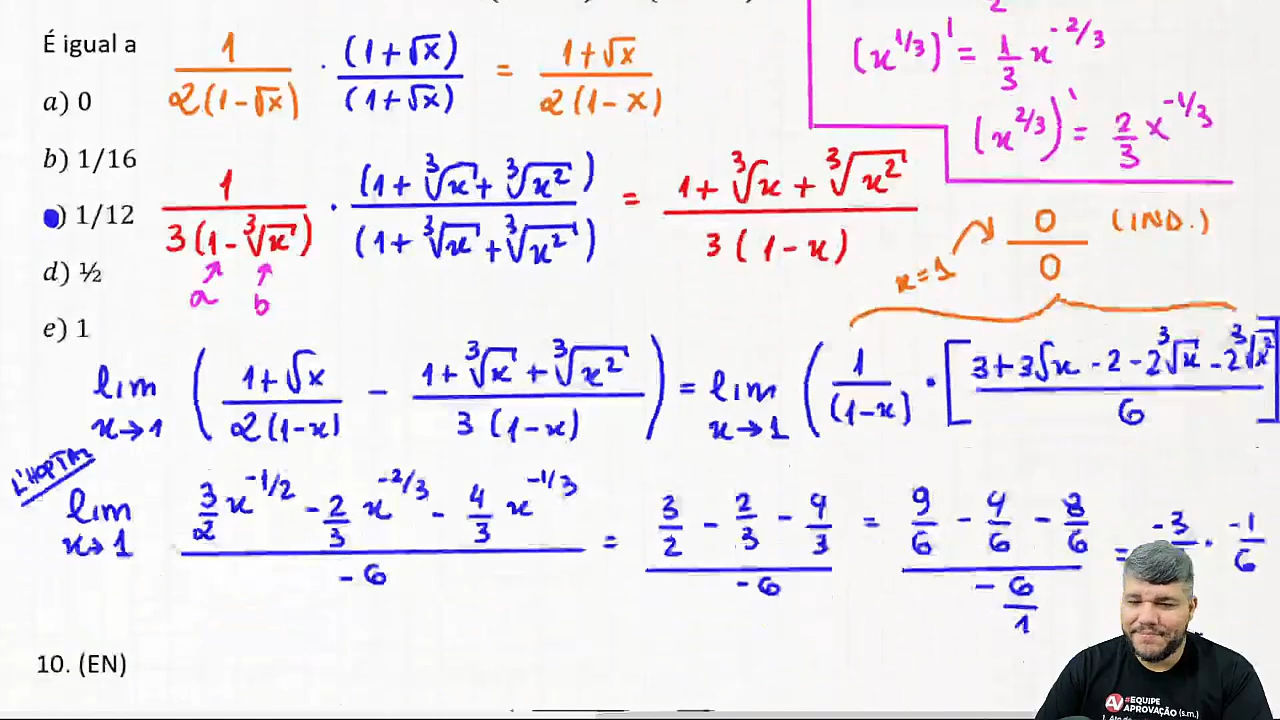 É igual a
a) 0
b) 1/16
) 1/12
d) ½
e) 1
1 / 2(1-√x) · (1+√x) / (1+√x) = 1+√x / 2(1-x)
1 / 3(1-∛x) · (1+∛x+∛x²) / (1+∛x+∛x²) = 1+∛x+∛x² / 3(1-x)
a b
(x^1/3)' = 1/3 x^-2/3
(x^2/3)' = 2/3 x^-1/3
x=1 0/0 (IND.)
lim x→1 (1+√x / 2(1-x) - 1+∛x+∛x² / 3(1-x)) = lim x→1 (1/(1-x) · [3+3√x-2-2∛x-2∛x² / 6]
L'HOPTAL
lim x→1 3/2 x^-1/2 - 2/3 x^-2/3 - 4/3 x^-1/3 / -6 = 3/2 - 2/3 - 4/3 / -6 = 9/6 - 4/6 - 8/6 / -6/1 = -3/ · -1/6
10. (EN)
#EQUIPE
APROVAÇÃO (s.m.)